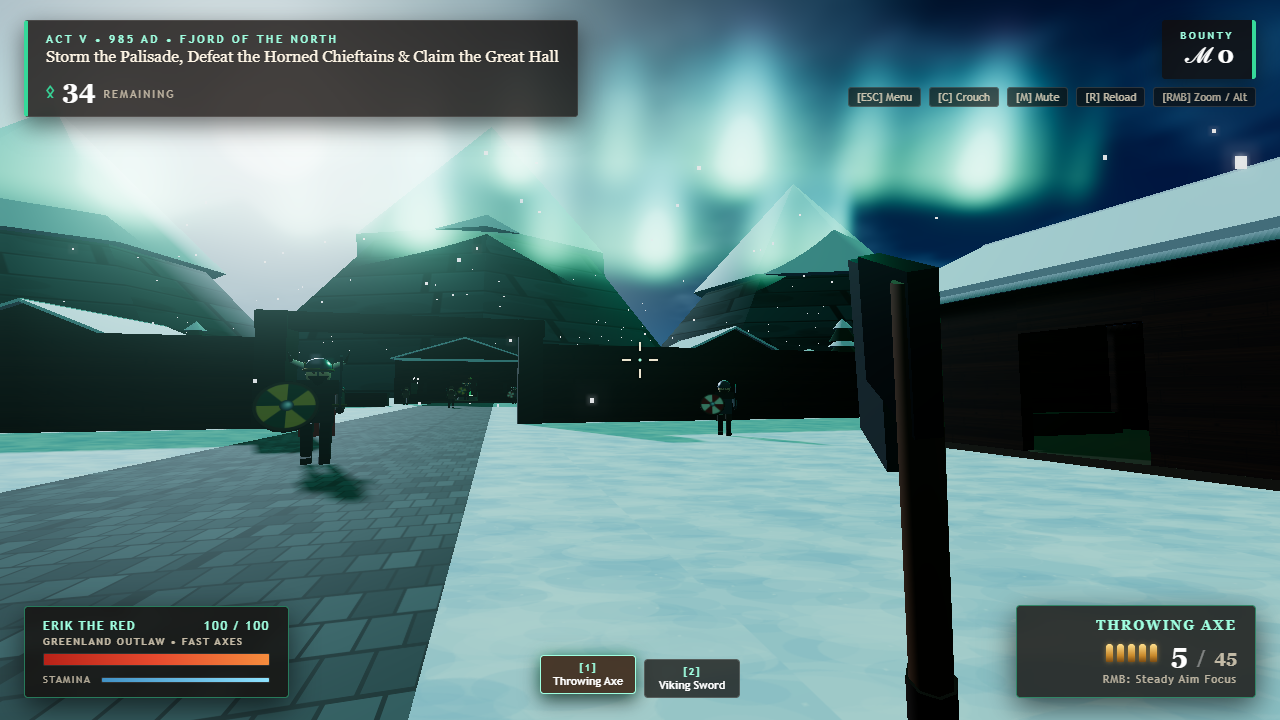 ACT V • 985 AD • FJORD OF THE NORTH
Storm the Palisade, Defeat the Horned Chieftains & Claim the Great Hall
34 REMAINING
BOUNTY
ℳ 0
[ESC] Menu [C] Crouch [M] Mute [R] Reload [RMB] Zoom / Alt
ERIK THE RED 100 / 100
GREENLAND OUTLAW • FAST AXES
STAMINA
[1]
Throwing Axe
[2]
Viking Sword
THROWING AXE
5 / 45
RMB: Steady Aim Focus